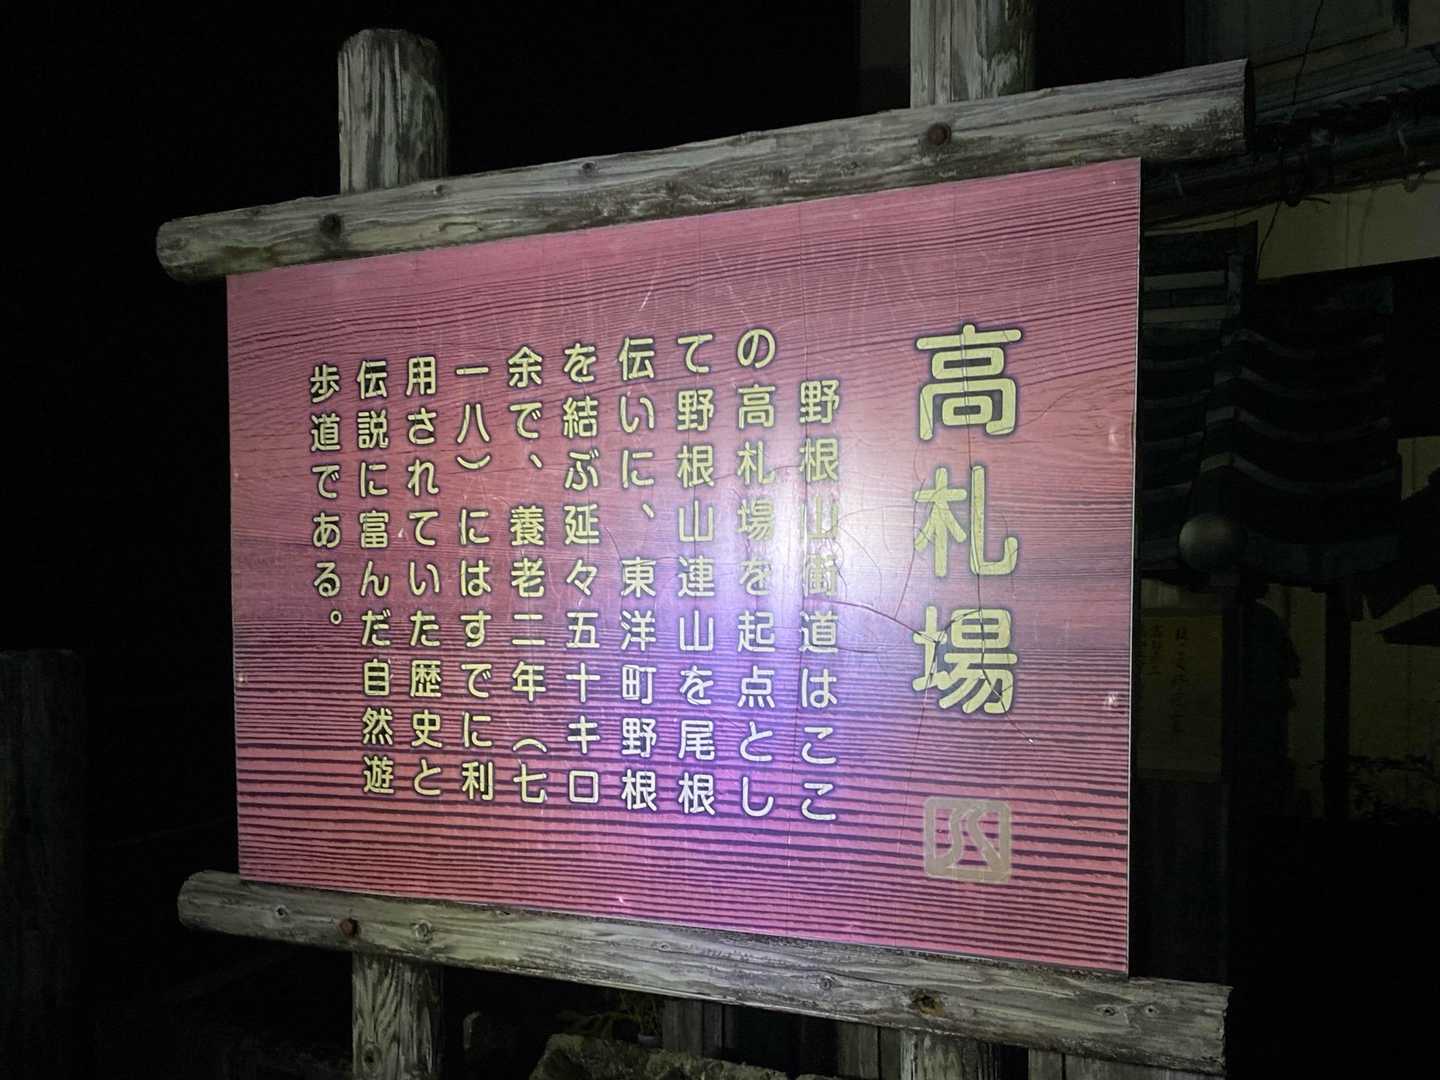 高札場
野根山街道はここ
の高札場を起点とし
て野根山連山を尾根
伝いに、東洋町野根
を結ぶ延々五十キロ
余で、養老二年（七
一八）にはすでに利
用されていた歴史と
伝説に富んだ自然遊
歩道である。